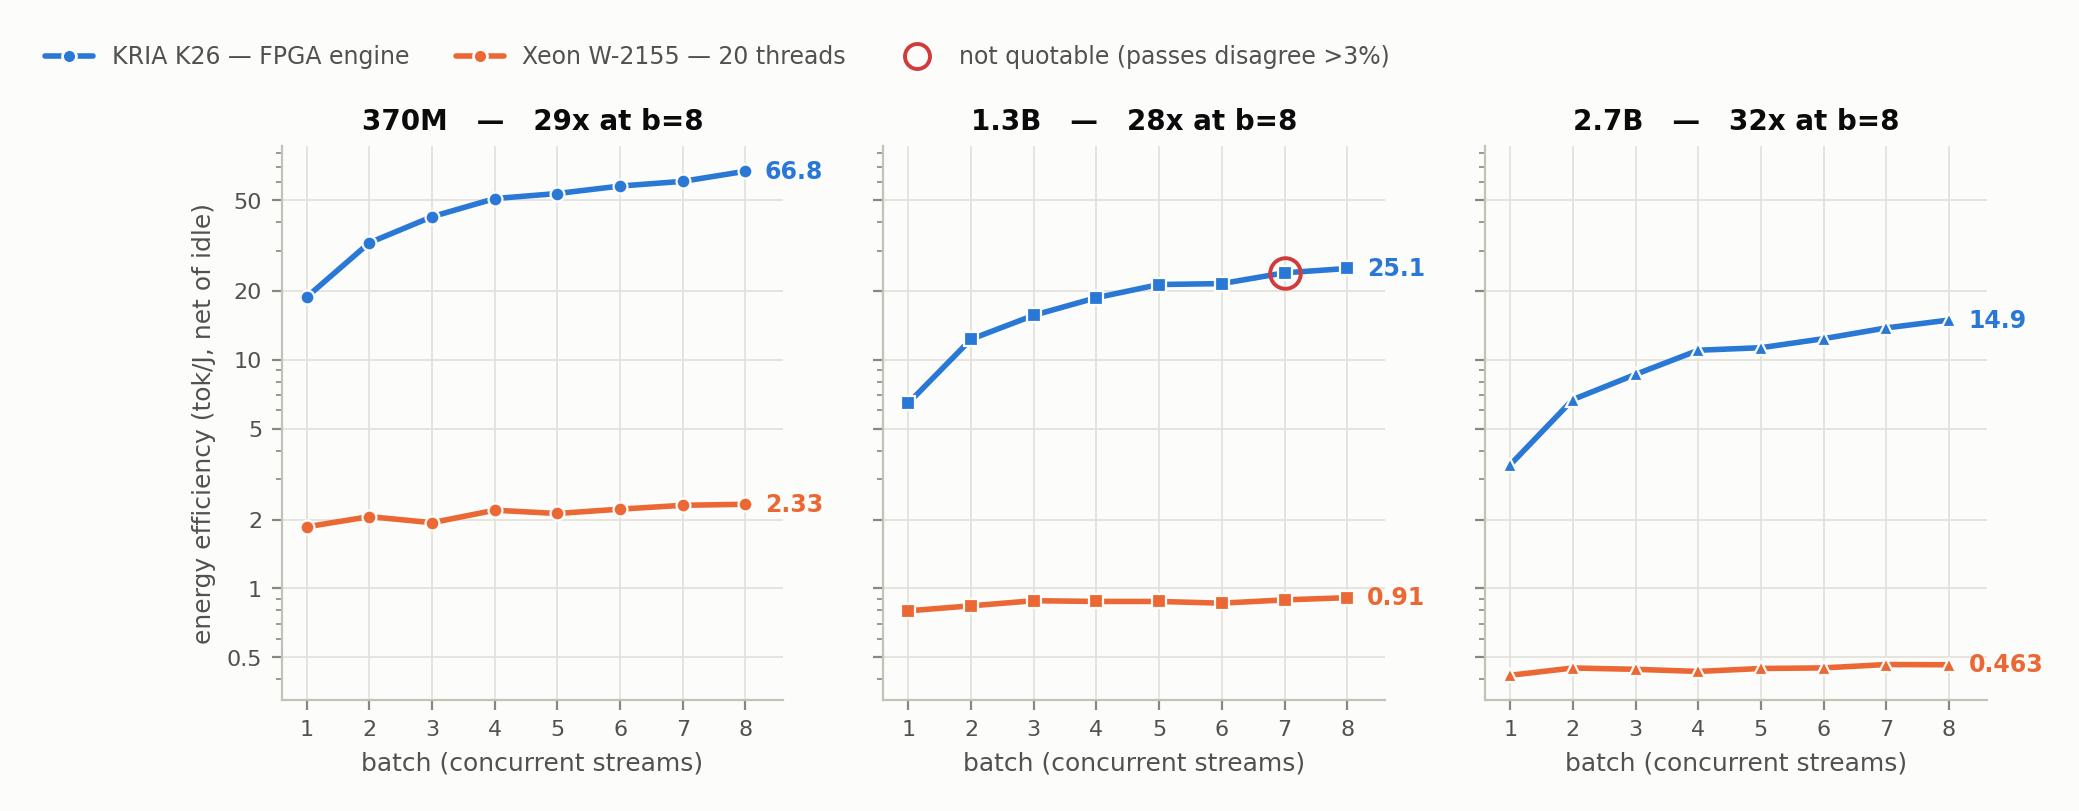 KRIA K26 — FPGA engine
Xeon W-2155 — 20 threads
not quotable (passes disagree >3%)
370M — 29x at b=8
1.3B — 28x at b=8
2.7B — 32x at b=8
energy efficiency (tok/J, net of idle)
50
20
10
5
2
1
0.5
66.8
2.33
25.1
0.91
14.9
0.463
1 2 3 4 5 6 7 8
1 2 3 4 5 6 7 8
1 2 3 4 5 6 7 8
batch (concurrent streams)
batch (concurrent streams)
batch (concurrent streams)